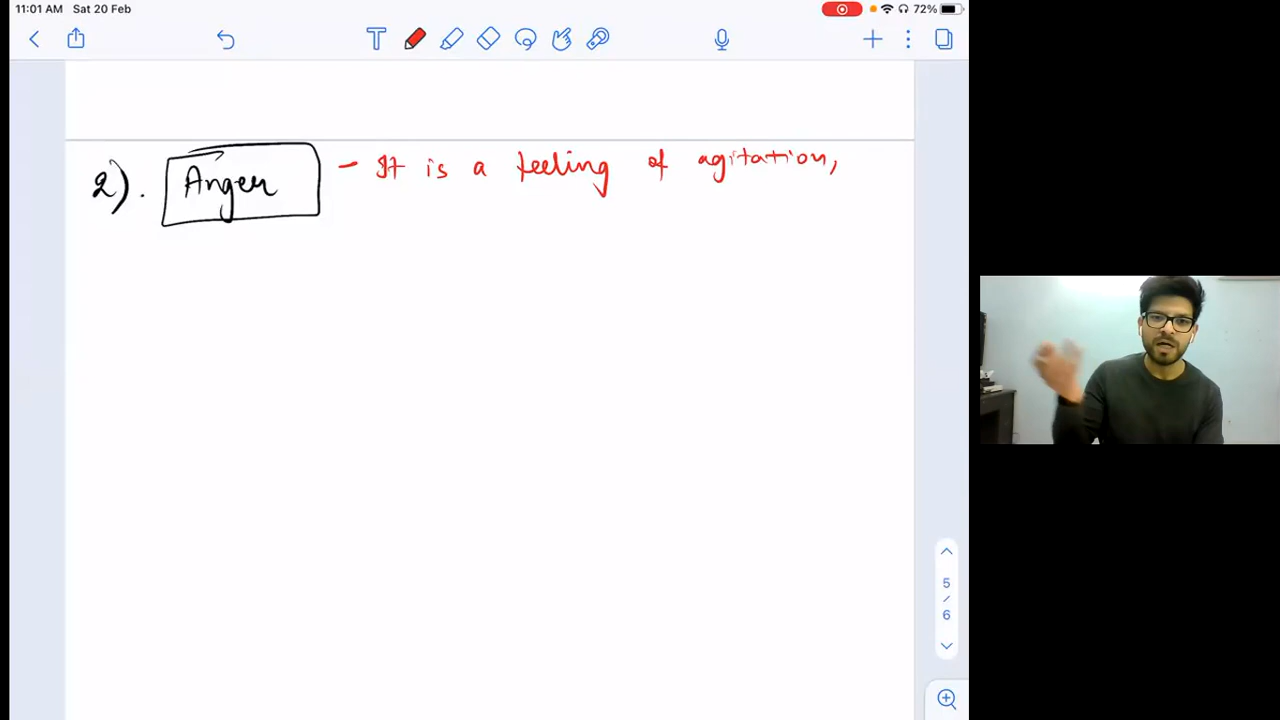 11:01 AM Sat 20 Feb
72%
T
2). Anger - It is a feeling of agitation,
5
/
6